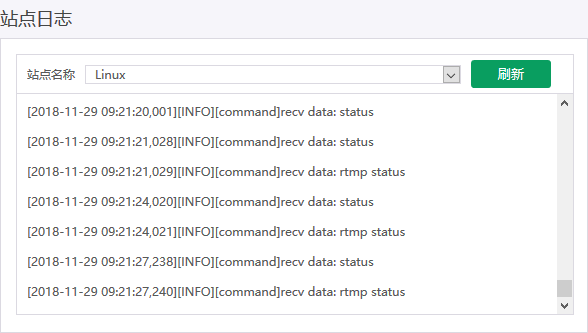 站点日志
站点名称 Linux 刷新
[2018-11-29 09:21:20,001][INFO][command]recv data: status
[2018-11-29 09:21:21,028][INFO][command]recv data: status
[2018-11-29 09:21:21,029][INFO][command]recv data: rtmp status
[2018-11-29 09:21:24,020][INFO][command]recv data: status
[2018-11-29 09:21:24,021][INFO][command]recv data: rtmp status
[2018-11-29 09:21:27,238][INFO][command]recv data: status
[2018-11-29 09:21:27,240][INFO][command]recv data: rtmp status